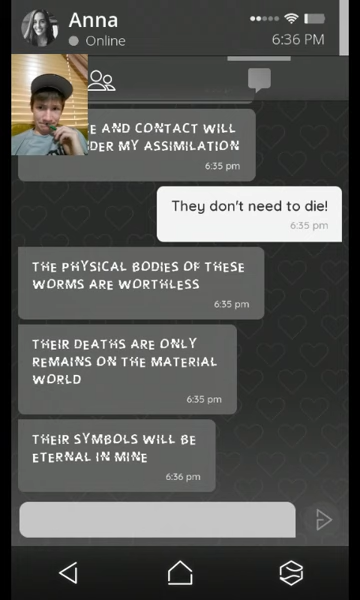 Anna
Online
6:36 PM
E AND CONTACT WILL
DER MY ASSIMILATION
6:35 pm
They don't need to die!
6:35 pm
THE PHYSICAL BODIES OF THESE
WORMS ARE WORTHLESS
6:35 pm
THEIR DEATHS ARE ONLY
REMAINS ON THE MATERIAL
WORLD
6:35 pm
THEIR SYMBOLS WILL BE
ETERNAL IN MINE
6:36 pm